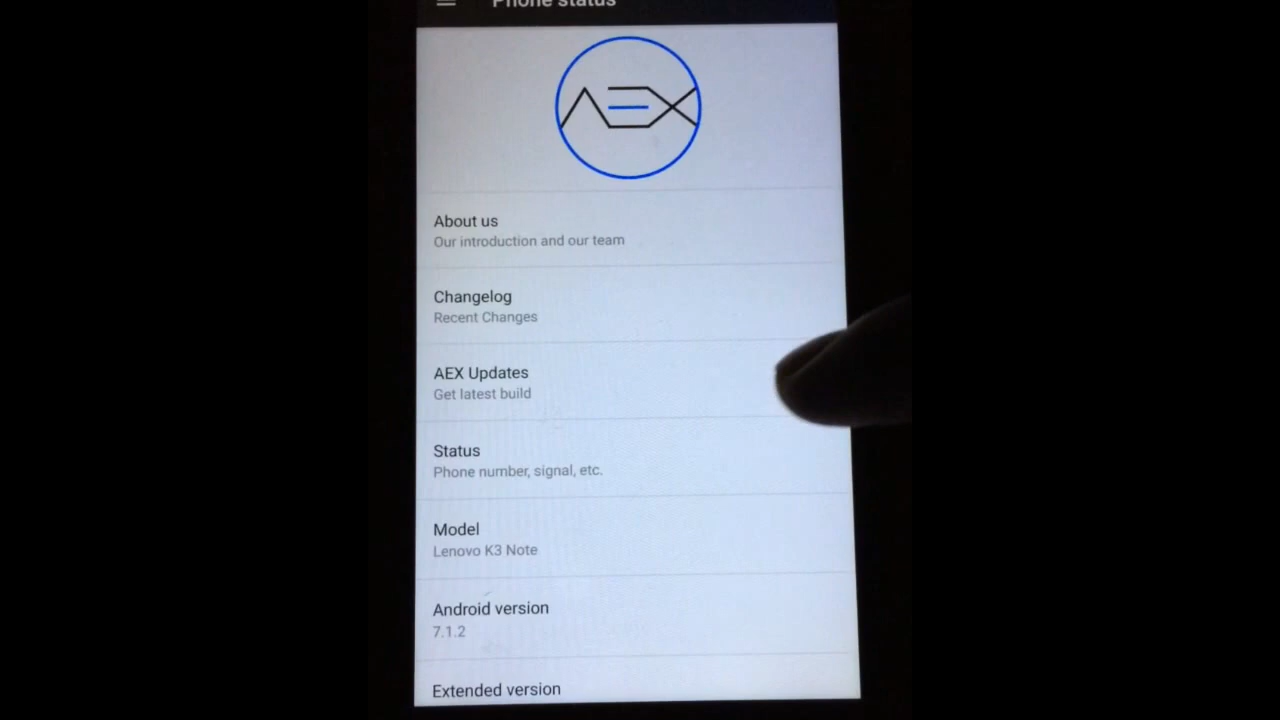 Phone status
AEX
About us
Our introduction and our team
Changelog
Recent Changes
AEX Updates
Get latest build
Status
Phone number, signal, etc.
Model
Lenovo K3 Note
Android version
7.1.2
Extended version